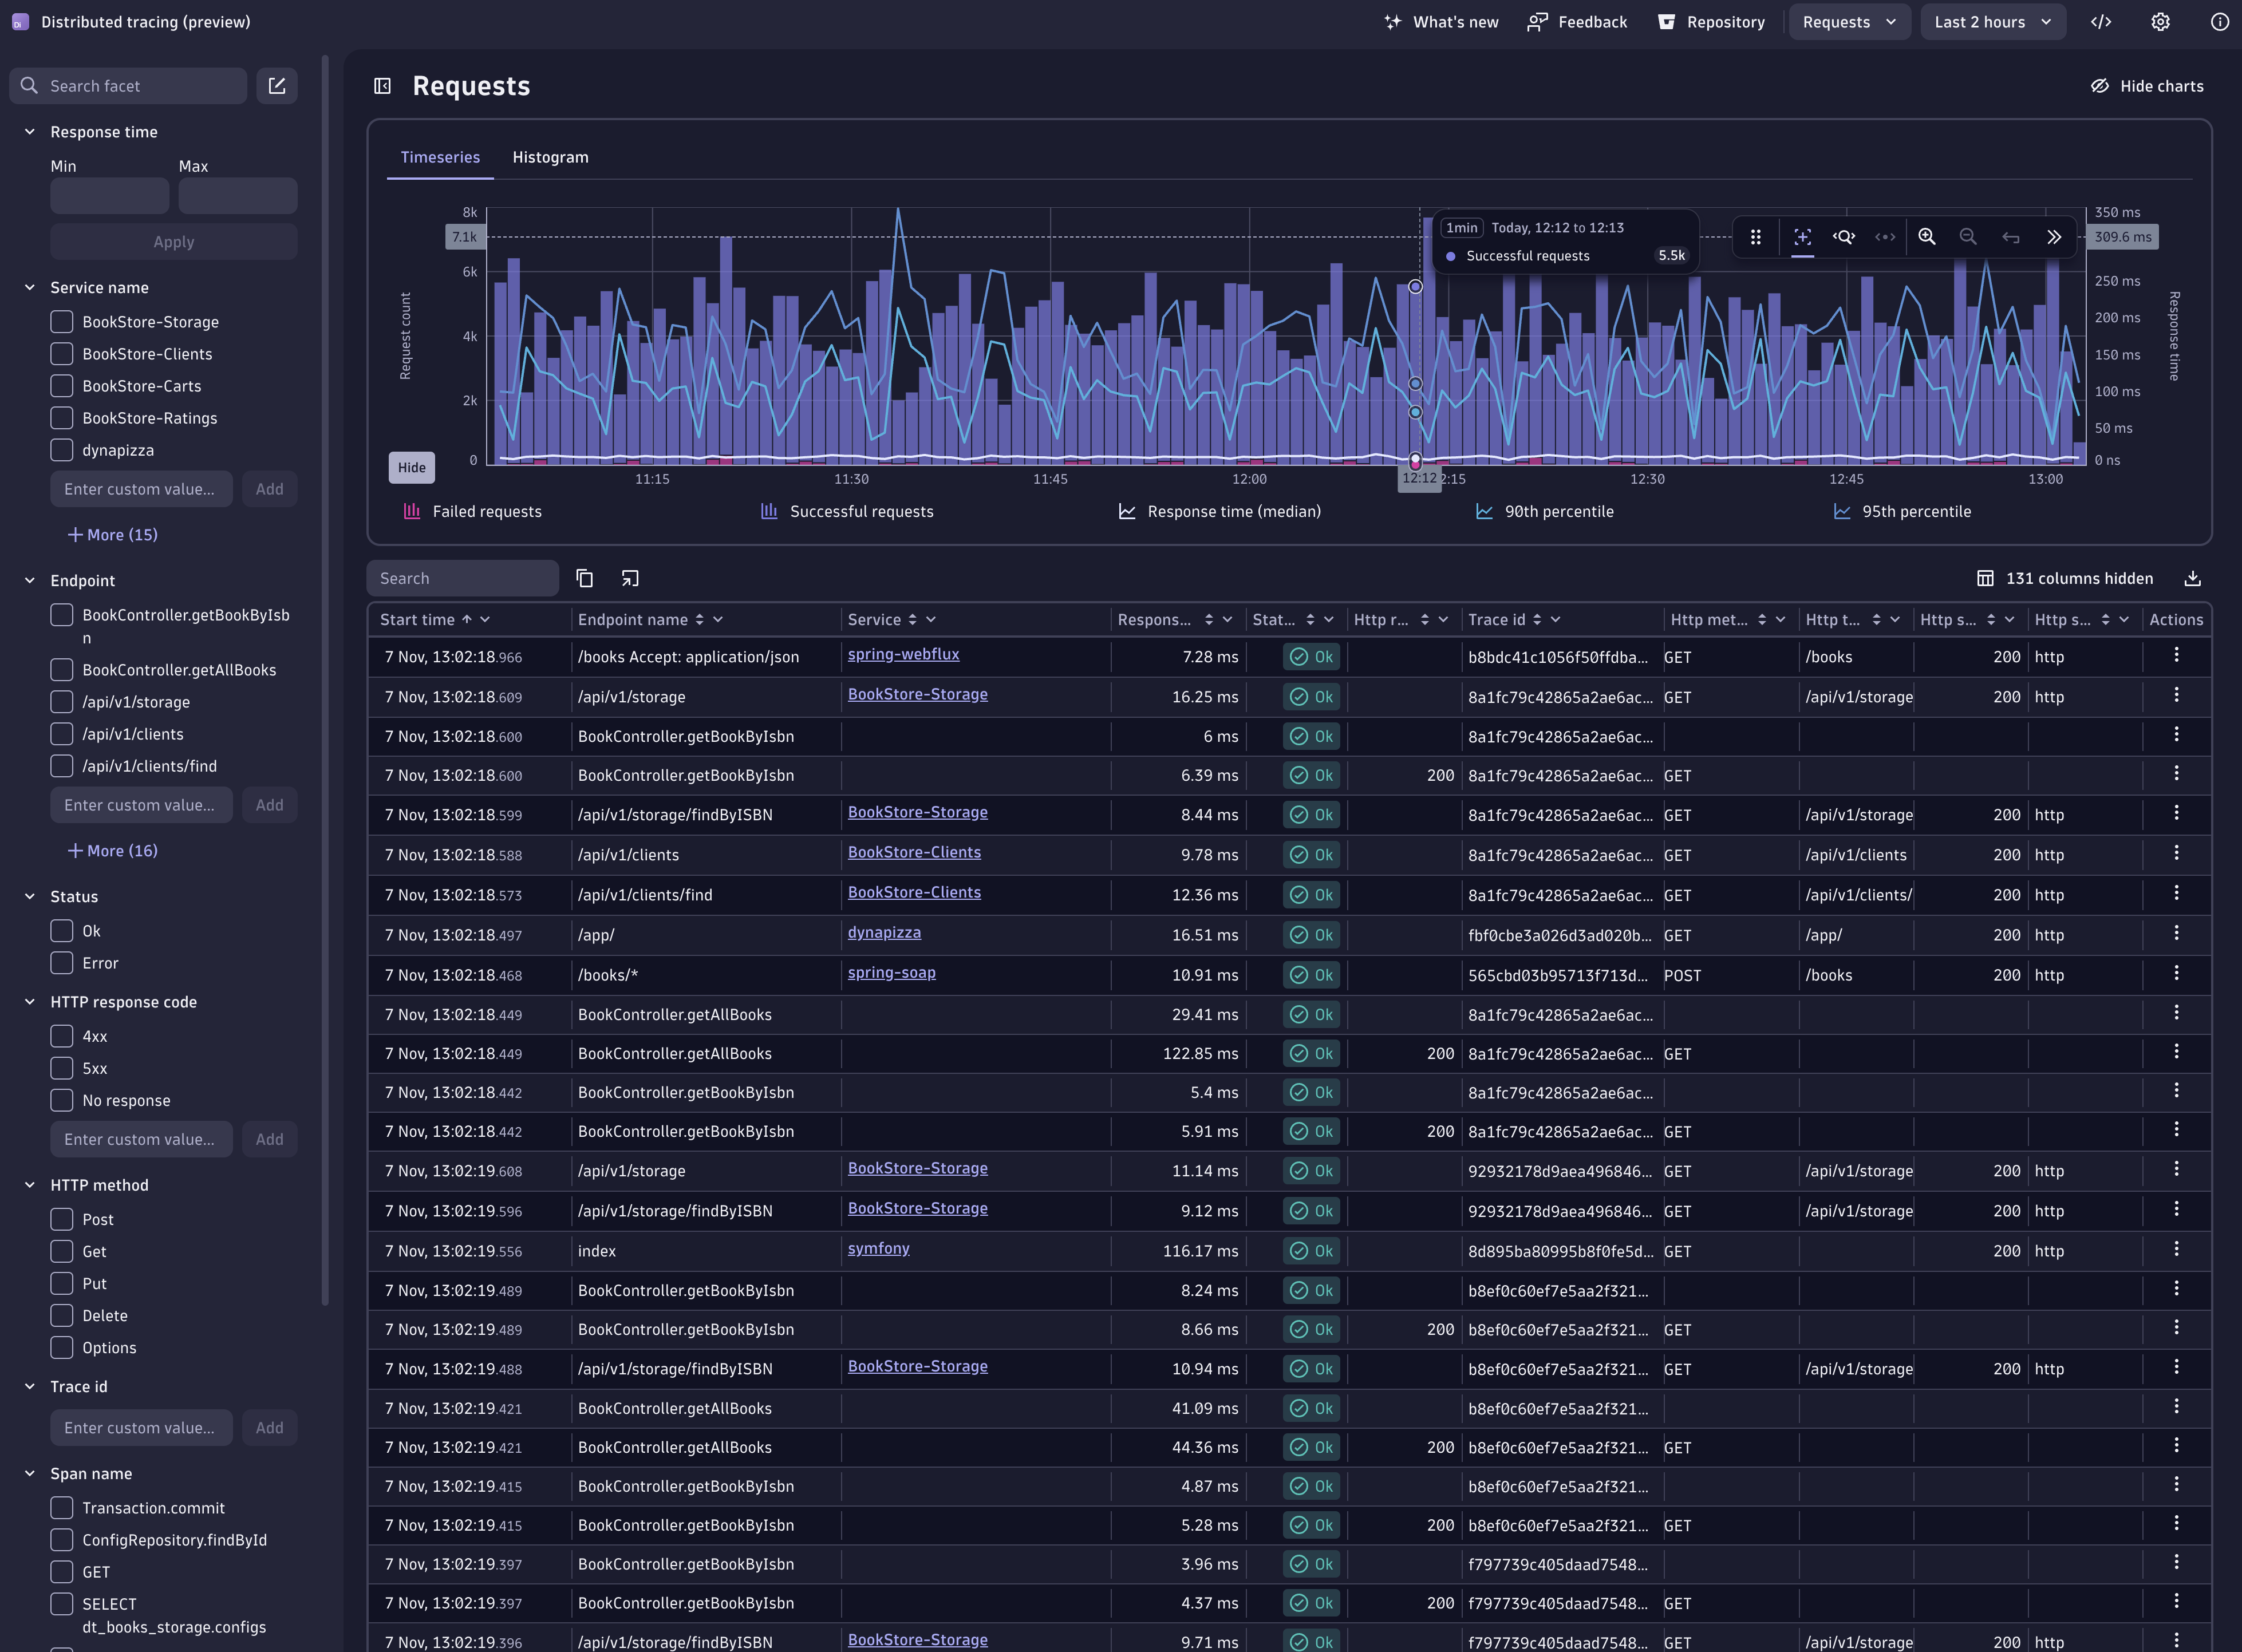 Distributed tracing (preview)
What's new
Feedback
Repository
Requests
Last 2 hours
Search facet
Response time
Min
Max
Apply
Service name
BookStore-Storage
BookStore-Clients
BookStore-Carts
BookStore-Ratings
dynapizza
Enter custom value...
Add
More (15)
Endpoint
BookController.getBookByIsb
n
BookController.getAllBooks
/api/v1/storage
/api/v1/clients
/api/v1/clients/find
Enter custom value...
Add
More (16)
Status
Ok
Error
HTTP response code
4xx
5xx
No response
Enter custom value...
Add
HTTP method
Post
Get
Put
Delete
Options
Trace id
Enter custom value...
Add
Span name
Transaction.commit
ConfigRepository.findById
GET
SELECT
dt_books_storage.configs
Requests
Hide charts
Timeseries
Histogram
Request count
8k
7.1k
6k
4k
2k
0
Hide
1min Today, 12:12 to 12:13
Successful requests 5.5k
350 ms
309.6 ms
250 ms
200 ms
150 ms
100 ms
50 ms
0 ns
Response time
11:15 11:30 11:45 12:00 12:12 2:15 12:30 12:45 13:00
Failed requests Successful requests Response time (median) 90th percentile 95th percentile
Search
131 columns hidden
Start time Endpoint name Service Respons... Stat... Http r... Trace id Http met... Http t... Http s... Http s... Actions
7 Nov, 13:02:18.966 /books Accept: application/json spring-webflux 7.28 ms Ok b8bdc41c1056f50ffdba... GET /books 200 http
7 Nov, 13:02:18.609 /api/v1/storage BookStore-Storage 16.25 ms Ok 8a1fc79c42865a2ae6ac... GET /api/v1/storage 200 http
7 Nov, 13:02:18.600 BookController.getBookByIsbn 6 ms Ok 8a1fc79c42865a2ae6ac...
7 Nov, 13:02:18.600 BookController.getBookByIsbn 6.39 ms Ok 200 8a1fc79c42865a2ae6ac... GET
7 Nov, 13:02:18.599 /api/v1/storage/findByISBN BookStore-Storage 8.44 ms Ok 8a1fc79c42865a2ae6ac... GET /api/v1/storage 200 http
7 Nov, 13:02:18.588 /api/v1/clients BookStore-Clients 9.78 ms Ok 8a1fc79c42865a2ae6ac... GET /api/v1/clients 200 http
7 Nov, 13:02:18.573 /api/v1/clients/find BookStore-Clients 12.36 ms Ok 8a1fc79c42865a2ae6ac... GET /api/v1/clients/ 200 http
7 Nov, 13:02:18.497 /app/ dynapizza 16.51 ms Ok fbf0cbe3a026d3ad020b... GET /app/ 200 http
7 Nov, 13:02:18.468 /books/* spring-soap 10.91 ms Ok 565cbd03b95713f713d... POST /books 200 http
7 Nov, 13:02:18.449 BookController.getAllBooks 29.41 ms Ok 8a1fc79c42865a2ae6ac...
7 Nov, 13:02:18.449 BookController.getAllBooks 122.85 ms Ok 200 8a1fc79c42865a2ae6ac... GET
7 Nov, 13:02:18.442 BookController.getBookByIsbn 5.4 ms Ok 8a1fc79c42865a2ae6ac...
7 Nov, 13:02:18.442 BookController.getBookByIsbn 5.91 ms Ok 200 8a1fc79c42865a2ae6ac... GET
7 Nov, 13:02:19.608 /api/v1/storage BookStore-Storage 11.14 ms Ok 92932178d9aea496846... GET /api/v1/storage 200 http
7 Nov, 13:02:19.596 /api/v1/storage/findByISBN BookStore-Storage 9.12 ms Ok 92932178d9aea496846... GET /api/v1/storage 200 http
7 Nov, 13:02:19.556 index symfony 116.17 ms Ok 8d895ba80995b8f0fe5d... GET 200 http
7 Nov, 13:02:19.489 BookController.getBookByIsbn 8.24 ms Ok b8ef0c60ef7e5aa2f321...
7 Nov, 13:02:19.489 BookController.getBookByIsbn 8.66 ms Ok 200 b8ef0c60ef7e5aa2f321... GET
7 Nov, 13:02:19.488 /api/v1/storage/findByISBN BookStore-Storage 10.94 ms Ok b8ef0c60ef7e5aa2f321... GET /api/v1/storage 200 http
7 Nov, 13:02:19.421 BookController.getAllBooks 41.09 ms Ok b8ef0c60ef7e5aa2f321...
7 Nov, 13:02:19.421 BookController.getAllBooks 44.36 ms Ok 200 b8ef0c60ef7e5aa2f321... GET
7 Nov, 13:02:19.415 BookController.getBookByIsbn 4.87 ms Ok b8ef0c60ef7e5aa2f321...
7 Nov, 13:02:19.415 BookController.getBookByIsbn 5.28 ms Ok 200 b8ef0c60ef7e5aa2f321... GET
7 Nov, 13:02:19.397 BookController.getBookByIsbn 3.96 ms Ok f797739c405daad7548...
7 Nov, 13:02:19.397 BookController.getBookByIsbn 4.37 ms Ok 200 f797739c405daad7548... GET
7 Nov, 13:02:19.396 /api/v1/storage/findByISBN BookStore-Storage 9.71 ms Ok f797739c405daad7548... GET /api/v1/storage 200 http